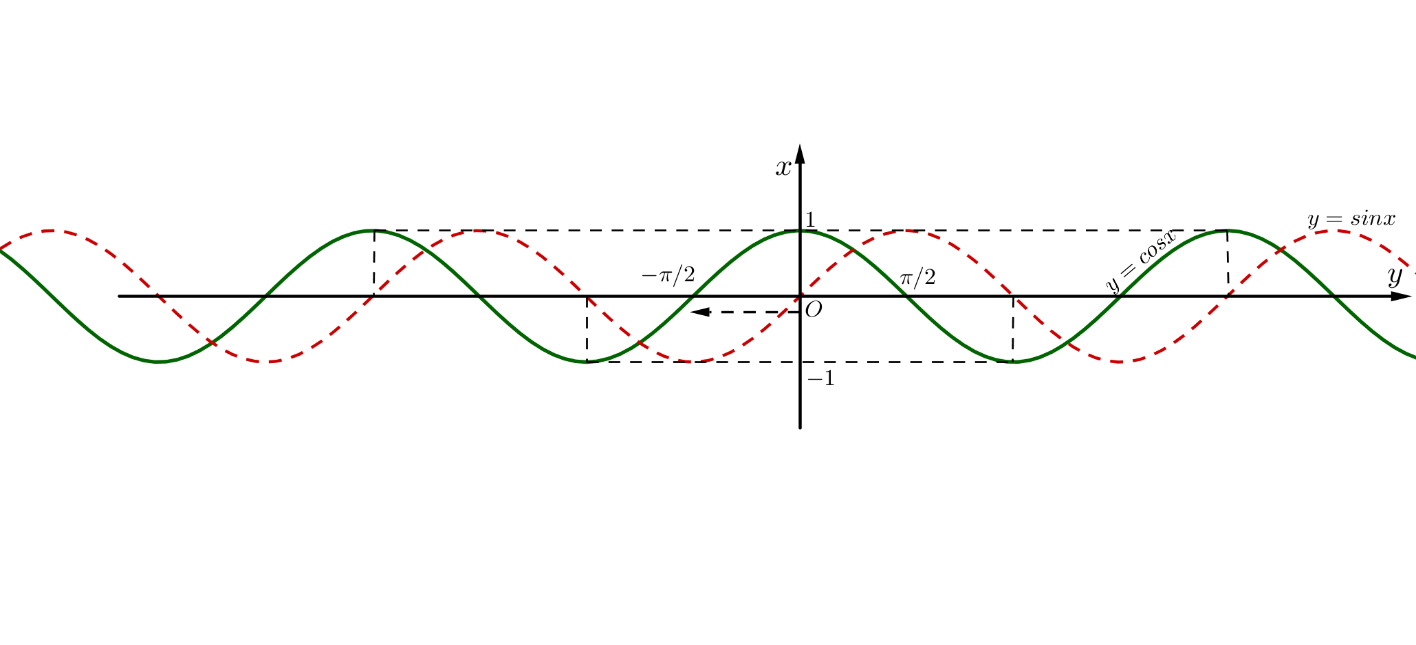 x
1
y = sinx
y = cosx
−π/2
π/2
y
O
−1